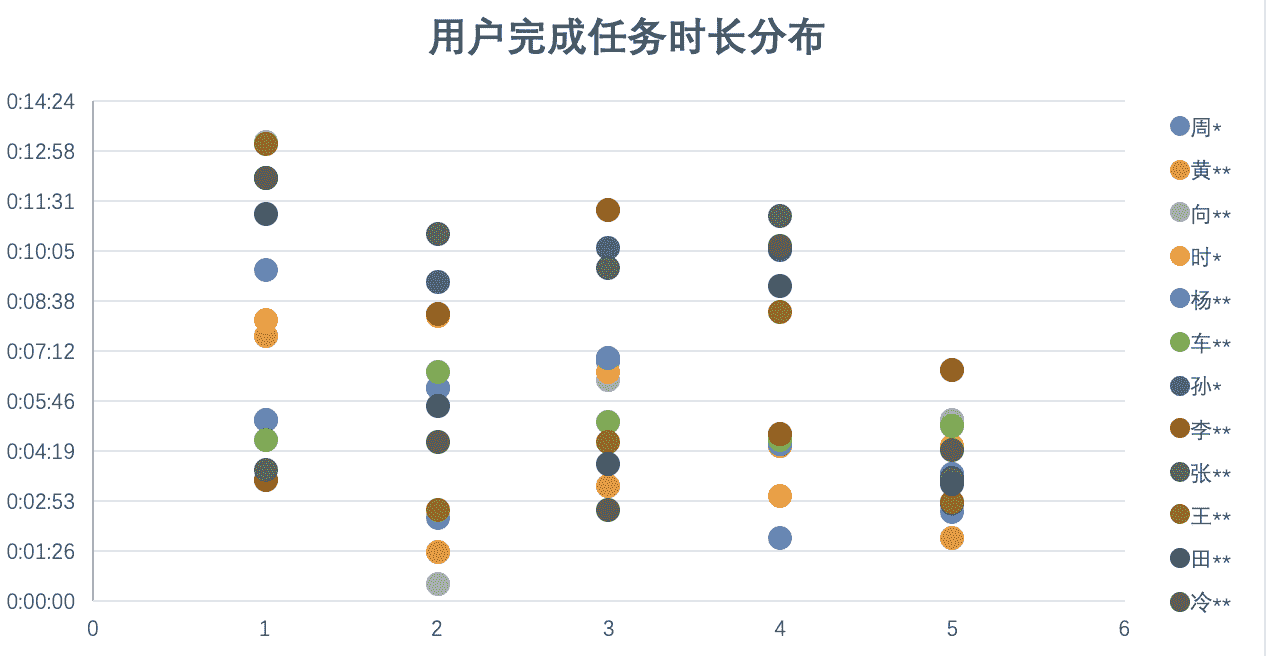 用户完成任务时长分布
0:14:24
0:12:58
0:11:31
0:10:05
0:08:38
0:07:12
0:05:46
0:04:19
0:02:53
0:01:26
0:00:00
0 1 2 3 4 5 6
周*
黄**
向**
时*
杨**
车**
孙*
李**
张**
王**
田**
冷**